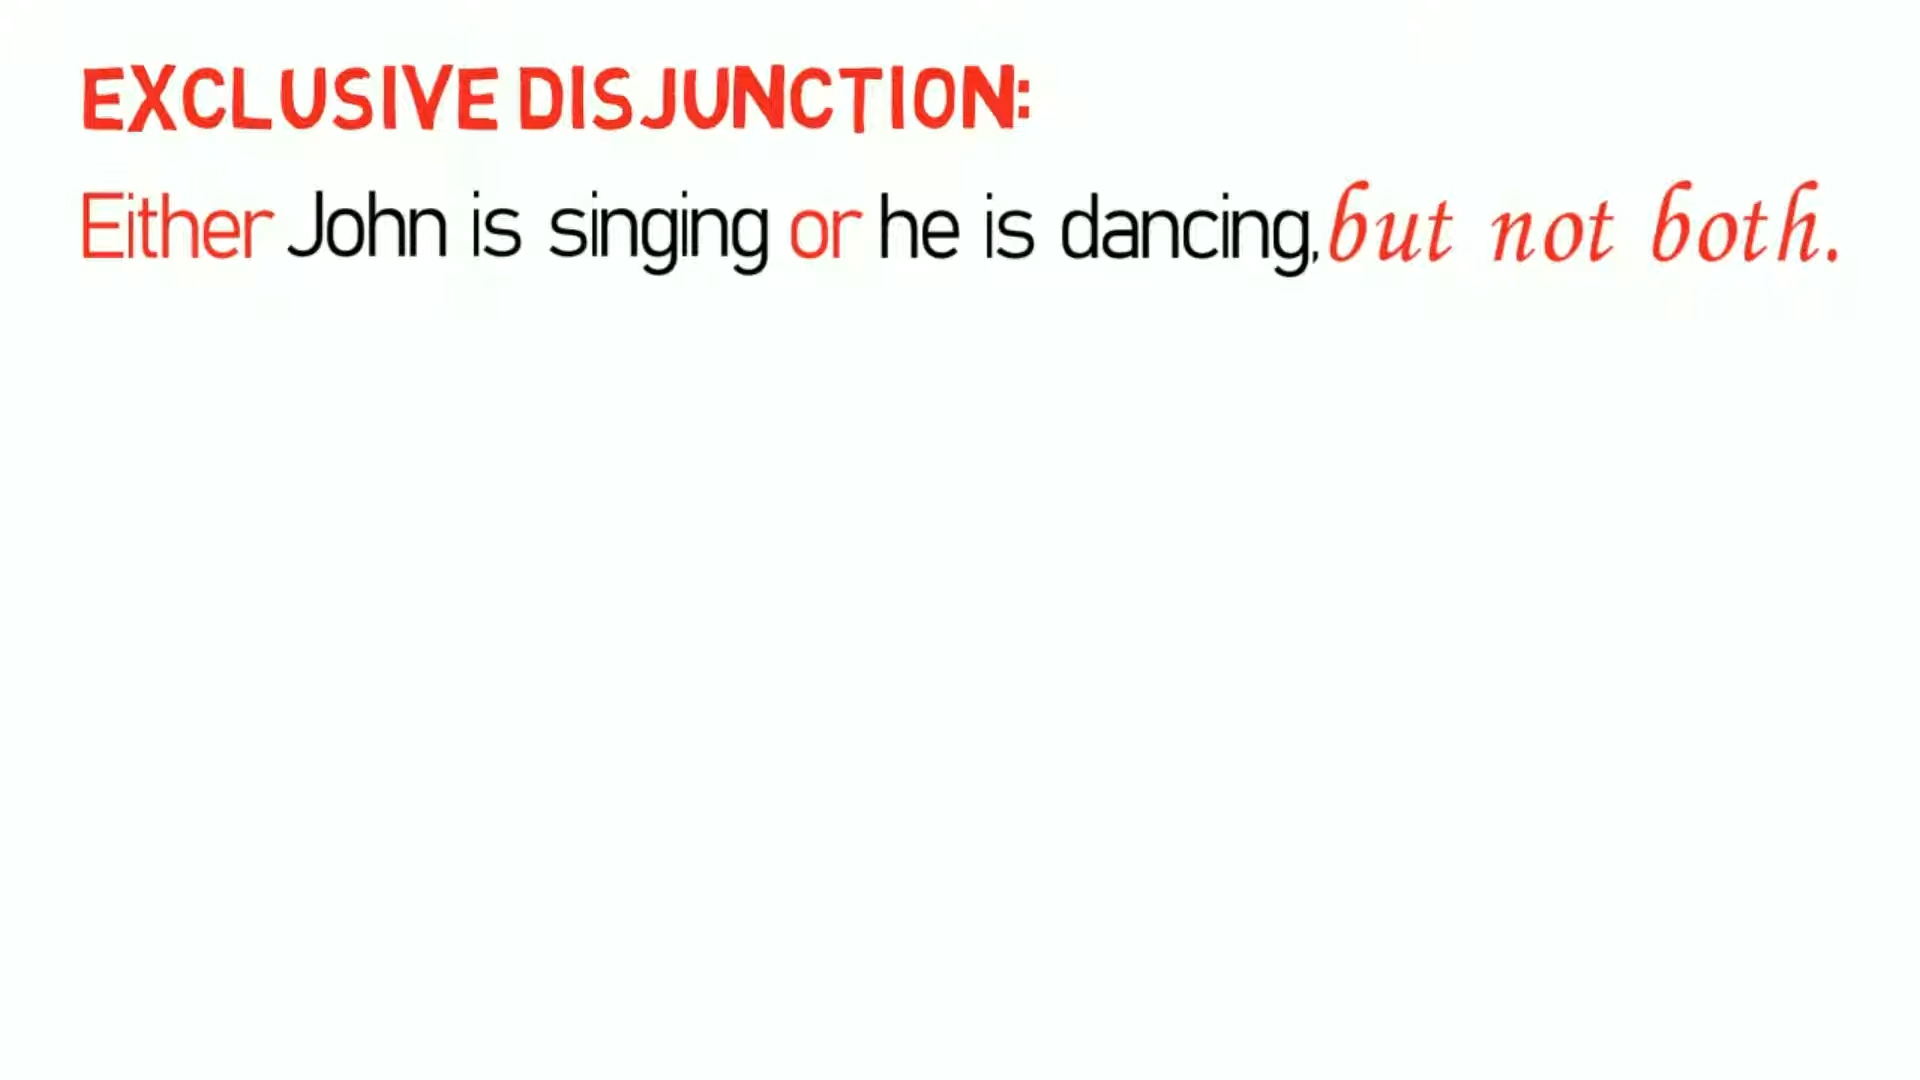 EXCLUSIVE DISJUNCTION:
Either John is singing or he is dancing, but not both.